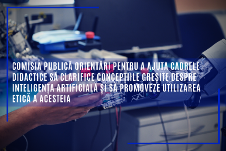 COMISIA PUBLICĂ ORIENTĂRI PENTRU A AJUTA CADRELE
DIDACTICE SĂ CLARIFICE CONCEPȚIILE GREȘITE DESPRE
INTELIGENȚA ARTIFICIALĂ ȘI SĂ PROMOVEZE UTILIZAREA
ETICĂ A ACESTEIA